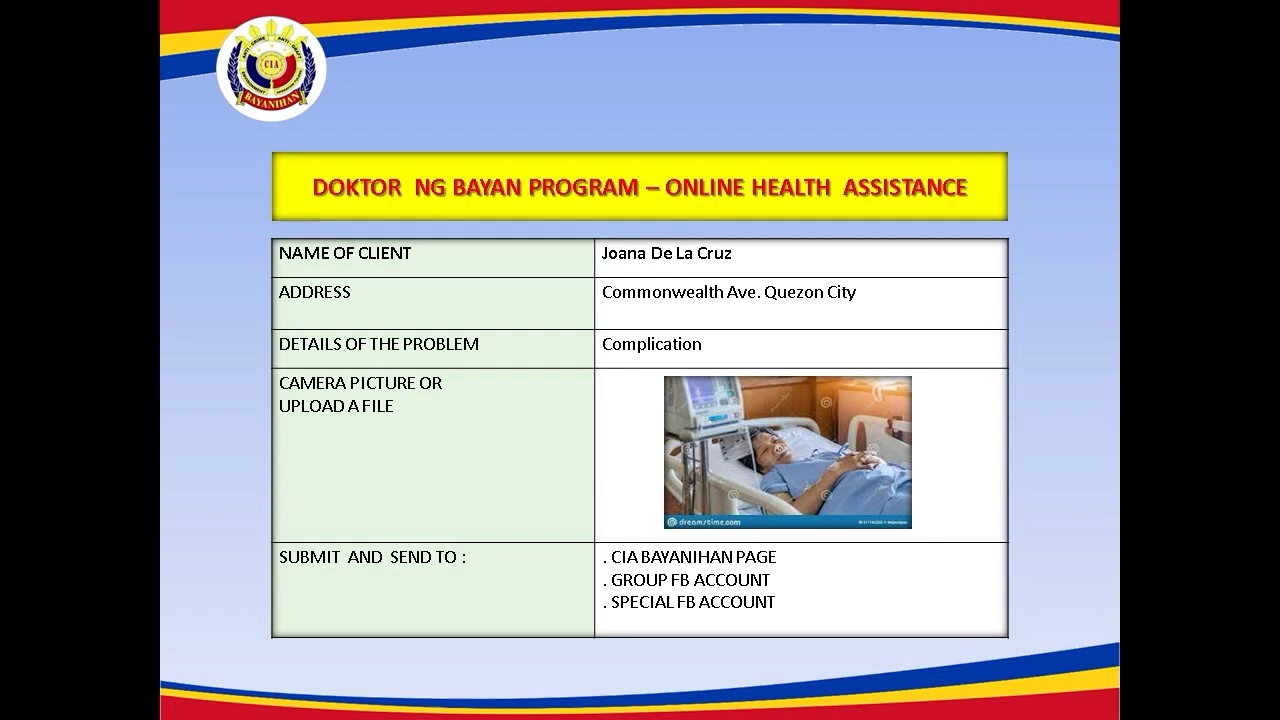 CIA
BAYANIHAN
DOKTOR NG BAYAN PROGRAM – ONLINE HEALTH ASSISTANCE
NAME OF CLIENT
Joana De La Cruz
ADDRESS
Commonwealth Ave. Quezon City
DETAILS OF THE PROBLEM
Complication
CAMERA PICTURE OR
UPLOAD A FILE
dreamstime.com
SUBMIT AND SEND TO :
. CIA BAYANIHAN PAGE
. GROUP FB ACCOUNT
. SPECIAL FB ACCOUNT